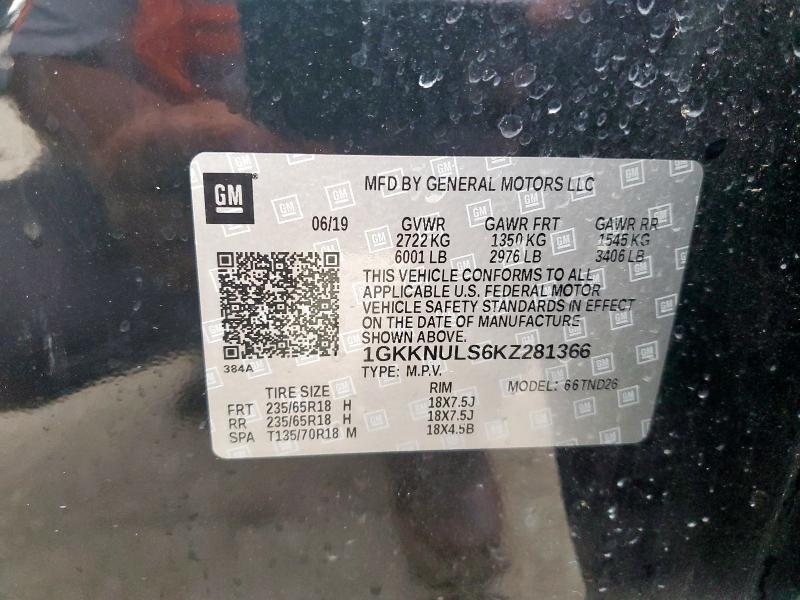 GM
MFD BY GENERAL MOTORS LLC
06/19 GVWR GAWR FRT GAWR RR
2722 KG 1350 KG 1545 KG
6001 LB 2976 LB 3406 LB
THIS VEHICLE CONFORMS TO ALL
APPLICABLE U.S. FEDERAL MOTOR
VEHICLE SAFETY STANDARDS IN EFFECT
ON THE DATE OF MANUFACTURE
SHOWN ABOVE.
1GKKNULS6KZ281366
384A
TYPE: M.P.V. MODEL: 66TND26
TIRE SIZE RIM
FRT 235/65R18 H 18X7.5J
RR 235/65R18 H 18X7.5J
SPA T135/70R18 M 18X4.5B